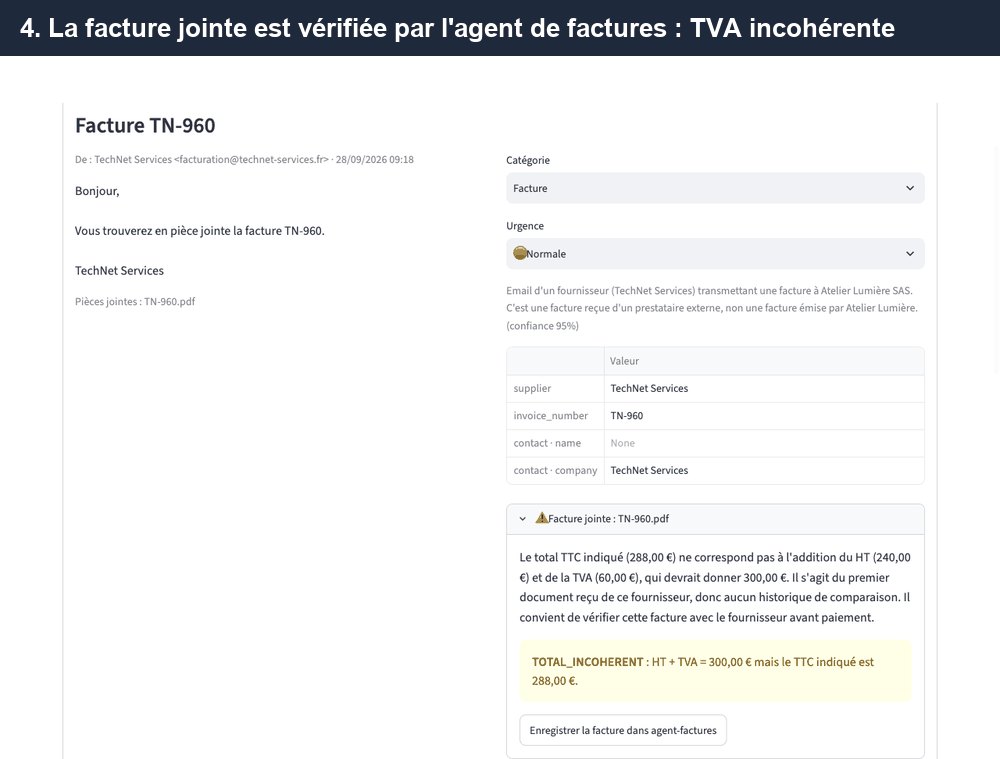 4. La facture jointe est vérifiée par l'agent de factures : TVA incohérente
Facture TN-960
De : TechNet Services <facturation@technet-services.fr> · 28/09/2026 09:18
Bonjour,
Vous trouverez en pièce jointe la facture TN-960.
TechNet Services
Pièces jointes : TN-960.pdf
Catégorie
Facture
Urgence
Normale
Email d'un fournisseur (TechNet Services) transmettant une facture à Atelier Lumière SAS.
C'est une facture reçue d'un prestataire externe, non une facture émise par Atelier Lumière.
(confiance 95%)
Valeur
supplier TechNet Services
invoice_number TN-960
contact · name None
contact · company TechNet Services
Facture jointe : TN-960.pdf
Le total TTC indiqué (288,00 €) ne correspond pas à l'addition du HT (240,00
€) et de la TVA (60,00 €), qui devrait donner 300,00 €. Il s'agit du premier
document reçu de ce fournisseur, donc aucun historique de comparaison. Il
convient de vérifier cette facture avec le fournisseur avant paiement.
TOTAL_INCOHERENT : HT + TVA = 300,00 € mais le TTC indiqué est
288,00 €.
Enregistrer la facture dans agent-factures